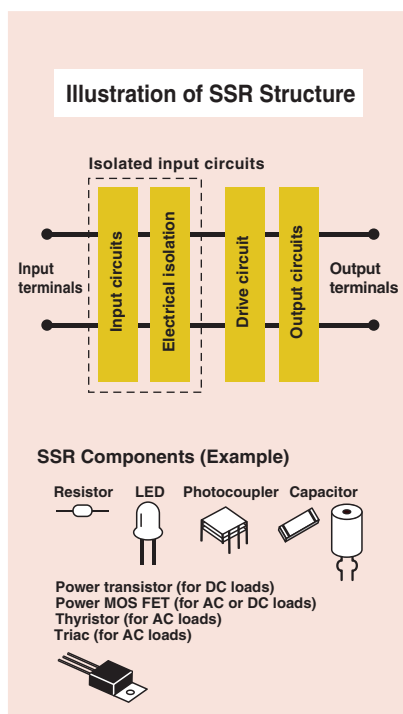 Illustration of SSR Structure
Isolated input circuits
Input terminals
Input circuits
Electrical isolation
Drive circuit
Output circuits
Output terminals
SSR Components (Example)
Resistor LED Photocoupler Capacitor
Power transistor (for DC loads)
Power MOS FET (for AC or DC loads)
Thyristor (for AC loads)
Triac (for AC loads)